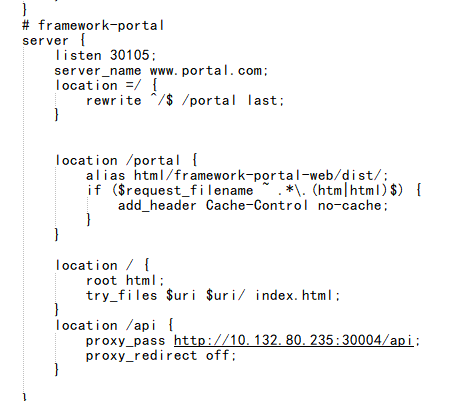 }
# framework-portal
server {
listen 30105;
server_name www.portal.com;
location =/ {
rewrite ^/$ /portal last;
}
location /portal {
alias html/framework-portal-web/dist/;
if ($request_filename ~ .*\.(htm|html)$) {
add_header Cache-Control no-cache;
}
}
location / {
root html;
try_files $uri $uri/ index.html;
}
location /api {
proxy_pass http://10.132.80.235:30004/api;
proxy_redirect off;
}
}